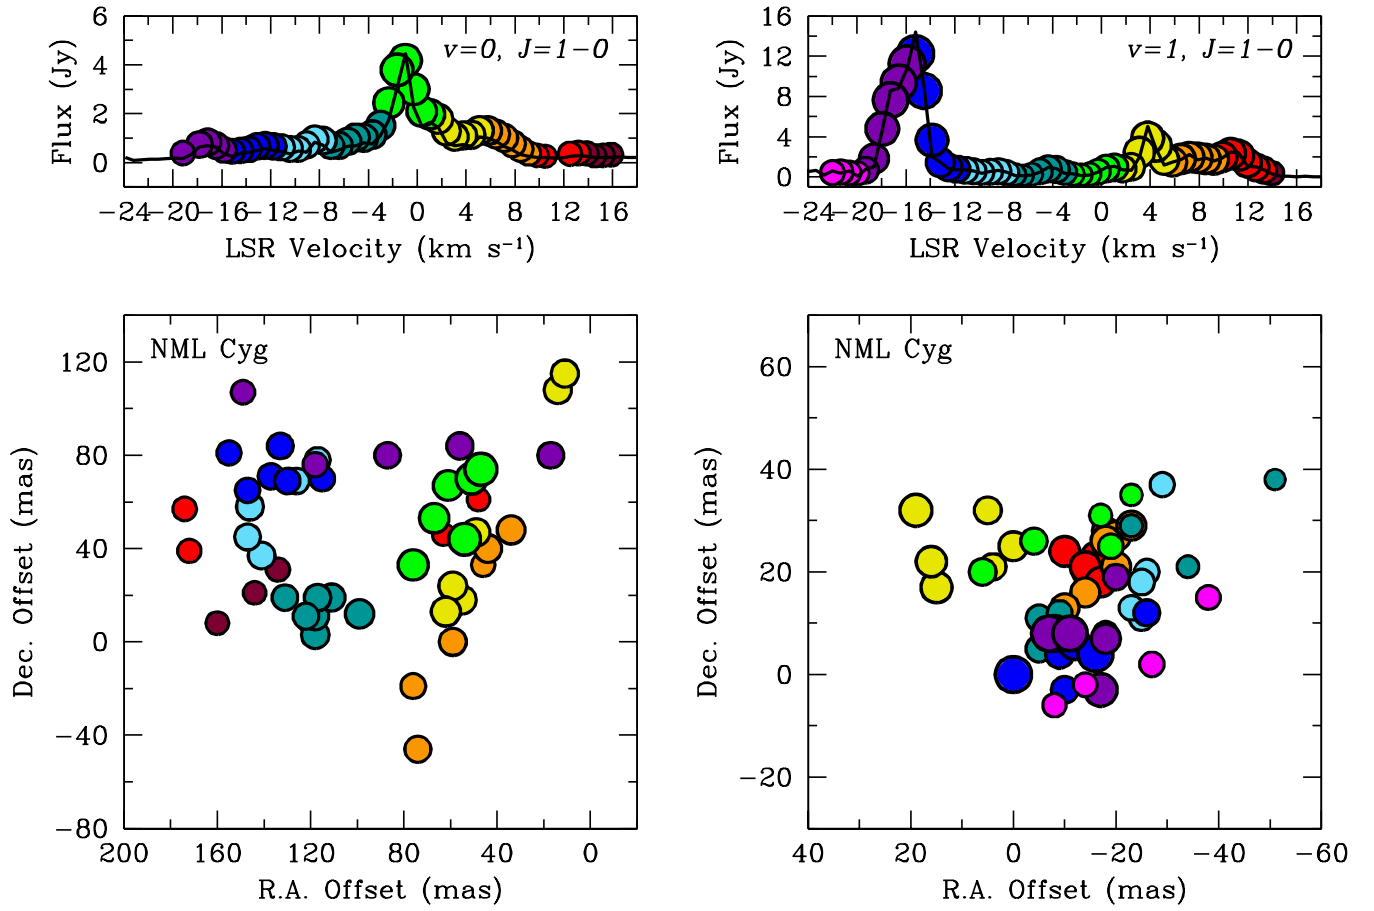 6
4
2
0
Flux (Jy)
v=0, J=1−0
−24 −20 −16 −12 −8 −4 0 4 8 12 16
LSR Velocity (km s⁻¹)
16
12
8
4
0
Flux (Jy)
v=1, J=1−0
−24 −20 −16 −12 −8 −4 0 4 8 12 16
LSR Velocity (km s⁻¹)
NML Cyg
120
80
40
0
−40
−80
Dec. Offset (mas)
200 160 120 80 40 0
R.A. Offset (mas)
NML Cyg
60
40
20
0
−20
Dec. Offset (mas)
40 20 0 −20 −40 −60
R.A. Offset (mas)